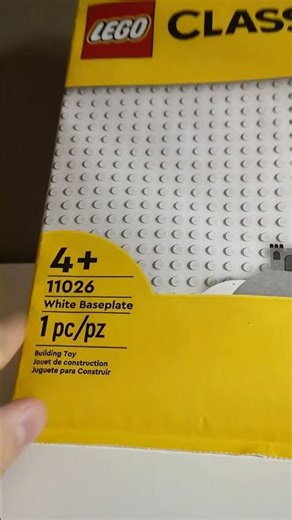 LEGO CLASS
4+
11026
White Baseplate
1 pc/pz
Building Toy
Jouet de construction
Juguete para Construir